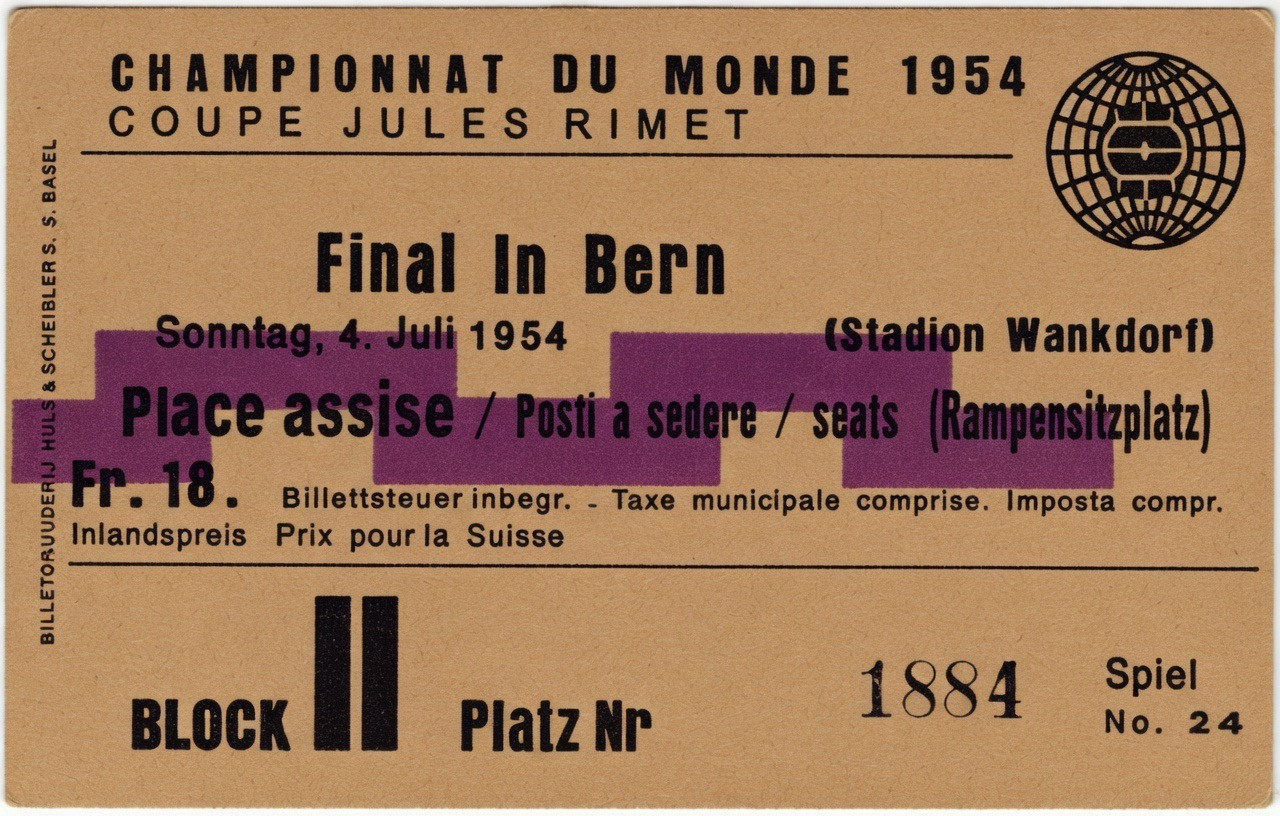 CHAMPIONNAT DU MONDE 1954
COUPE JULES RIMET
Final In Bern
Sonntag, 4. Juli 1954 (Stadion Wankdorf)
Place assise / Posti a sedere / seats (Rampensitzplatz)
Fr. 18. Billettsteuer inbegr. - Taxe municipale comprise. Imposta compr.
Inlandspreis Prix pour la Suisse
BLOCK II Platz Nr 1884 Spiel
No. 24
BILLETORUUDERIJ HULS & SCHEIBLER S. S. BASEL